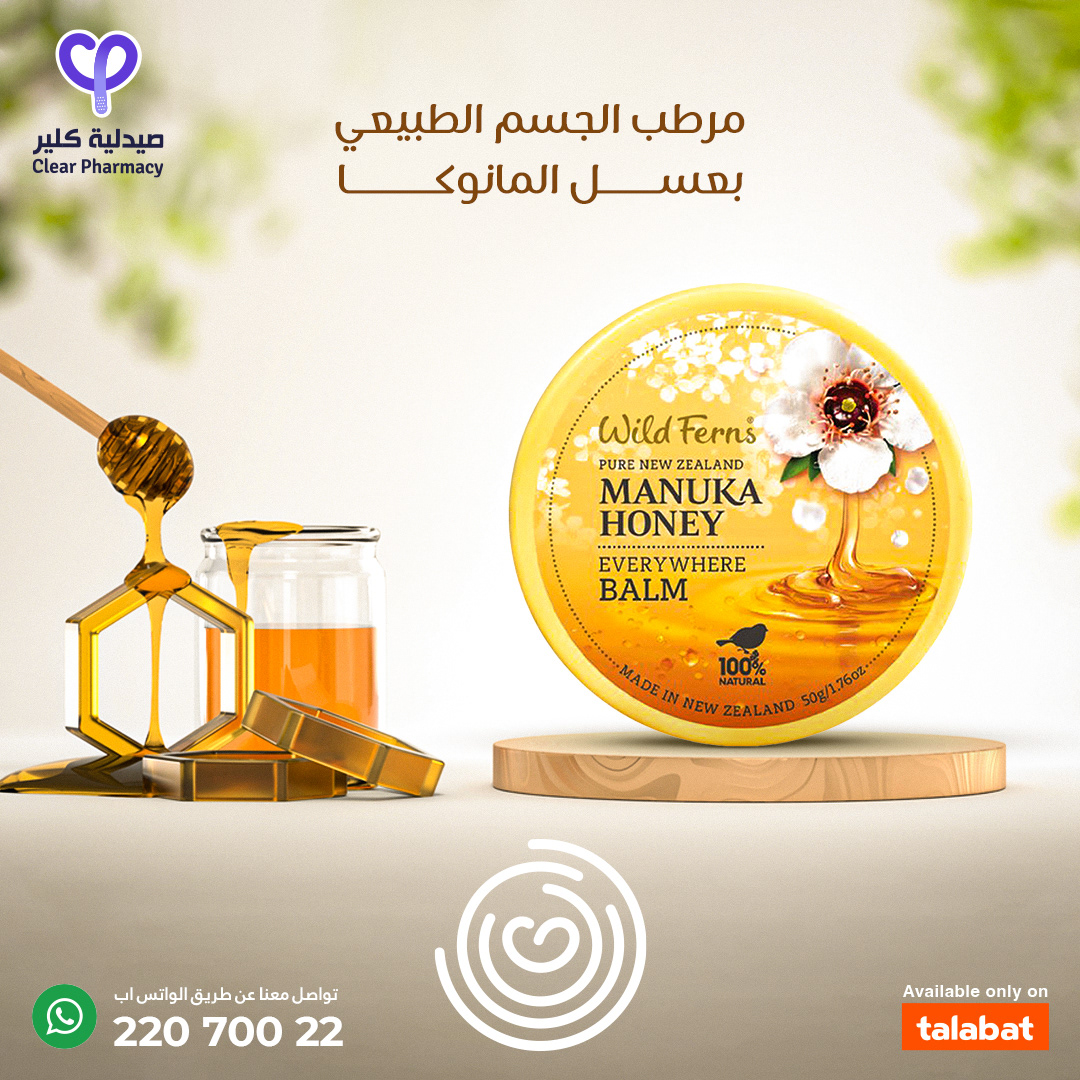 صيدلية كلير
Clear Pharmacy
مرطب الجسم الطبيعي
بعســـــل المانوكـــــــا
Wild Ferns®
PURE NEW ZEALAND
MANUKA
HONEY
EVERYWHERE
BALM
100%
NATURAL
MADE IN NEW ZEALAND 50g/1.76oz
تواصل معنا عن طريق الواتس اب
220 700 22
Available only on
talabat